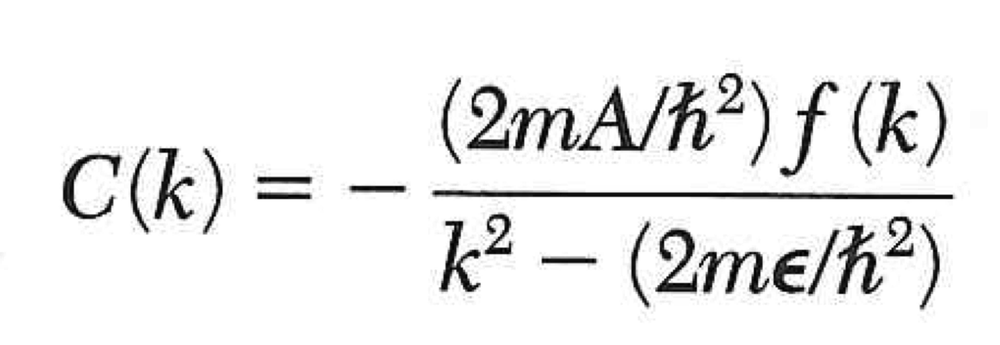 C(k) = − (2mA/ħ²) f (k) / k² − (2mϵ/ħ²)